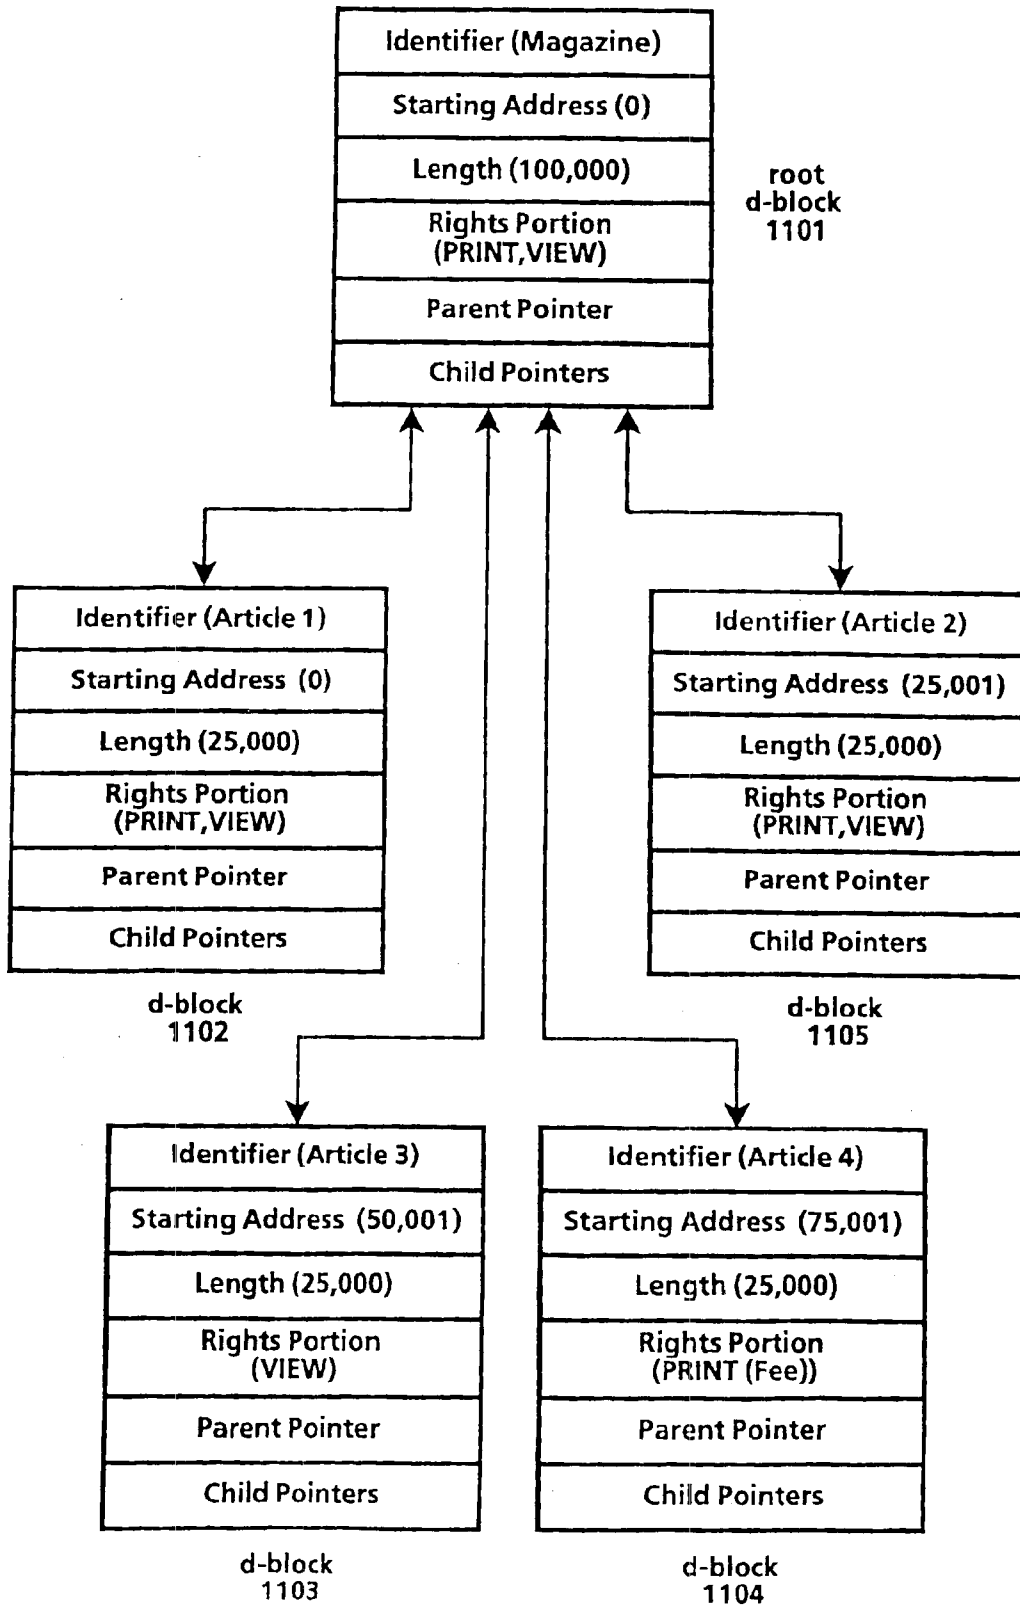 Identifier (Magazine)
Starting Address (0)
Length (100,000)
Rights Portion
(PRINT,VIEW)
Parent Pointer
Child Pointers
root
d-block
1101
Identifier (Article 1)
Starting Address (0)
Length (25,000)
Rights Portion
(PRINT,VIEW)
Parent Pointer
Child Pointers
d-block
1102
Identifier (Article 2)
Starting Address (25,001)
Length (25,000)
Rights Portion
(PRINT,VIEW)
Parent Pointer
Child Pointers
d-block
1105
Identifier (Article 3)
Starting Address (50,001)
Length (25,000)
Rights Portion
(VIEW)
Parent Pointer
Child Pointers
d-block
1103
Identifier (Article 4)
Starting Address (75,001)
Length (25,000)
Rights Portion
(PRINT (Fee))
Parent Pointer
Child Pointers
d-block
1104